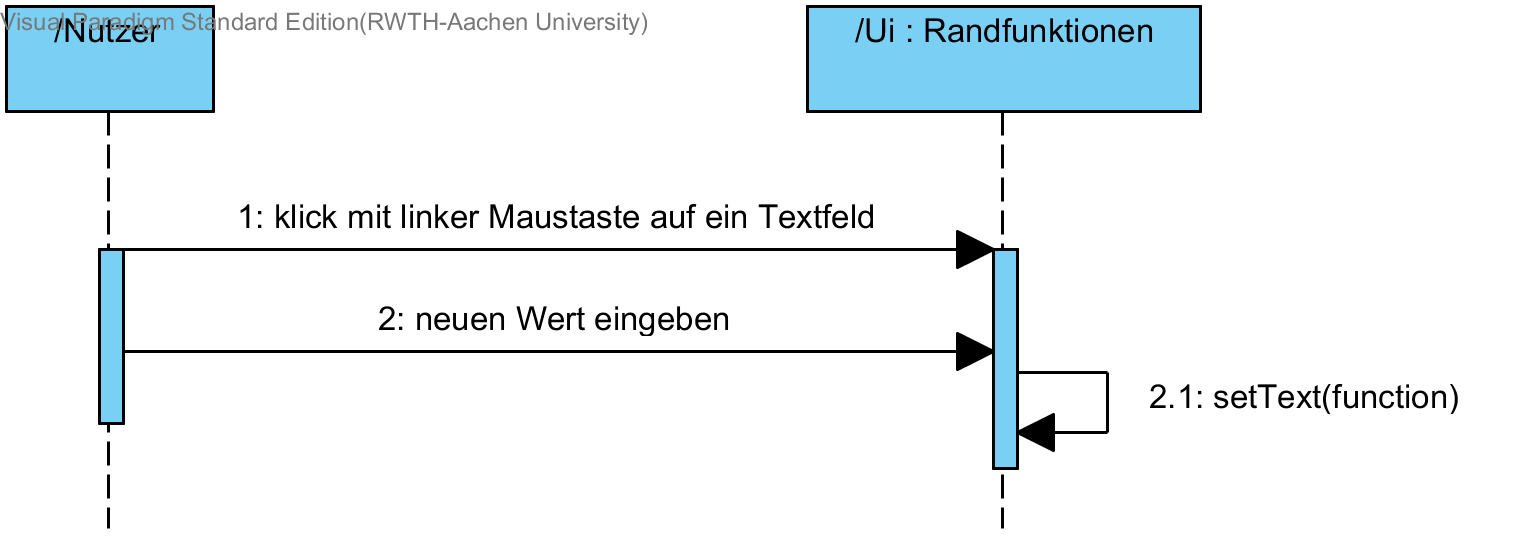 Visual Paradigm Standard Edition(RWTH-Aachen University)
/Nutzer
/Ui : Randfunktionen
1: klick mit linker Maustaste auf ein Textfeld
2: neuen Wert eingeben
2.1: setText(function)